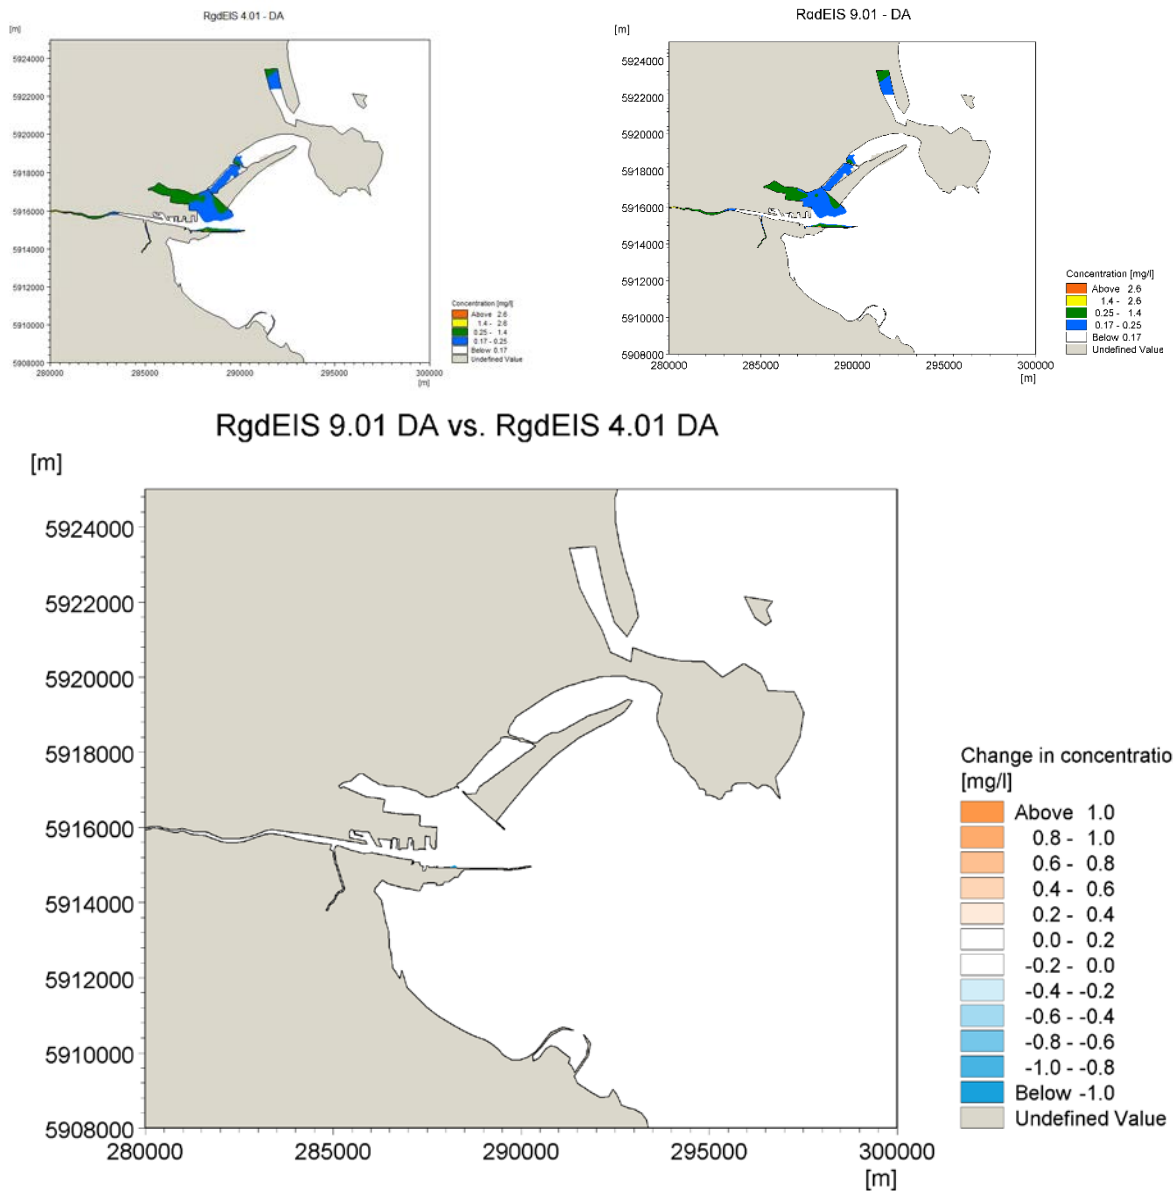 RgdEIS 4.01 - DA
[m]
5924000
5922000
5920000
5918000
5916000
5914000
5912000
5910000
5908000
280000 285000 290000 295000 300000
[m]
Concentration [mg/l]
Above 2.6
1.4 - 2.6
0.25 - 1.4
0.17 - 0.25
Below 0.17
Undefined Value
RgdEIS 9.01 - DA
[m]
5924000
5922000
5920000
5918000
5916000
5914000
5912000
5910000
5908000
280000 285000 290000 295000 300000
[m]
Concentration [mg/l]
Above 2.6
1.4 - 2.6
0.25 - 1.4
0.17 - 0.25
Below 0.17
Undefined Value
RgdEIS 9.01 DA vs. RgdEIS 4.01 DA
[m]
5924000
5922000
5920000
5918000
5916000
5914000
5912000
5910000
5908000
280000 285000 290000 295000 300000
[m]
Change in concentratio
[mg/l]
Above 1.0
0.8 - 1.0
0.6 - 0.8
0.4 - 0.6
0.2 - 0.4
0.0 - 0.2
-0.2 - 0.0
-0.4 - -0.2
-0.6 - -0.4
-0.8 - -0.6
-1.0 - -0.8
Below -1.0
Undefined Value